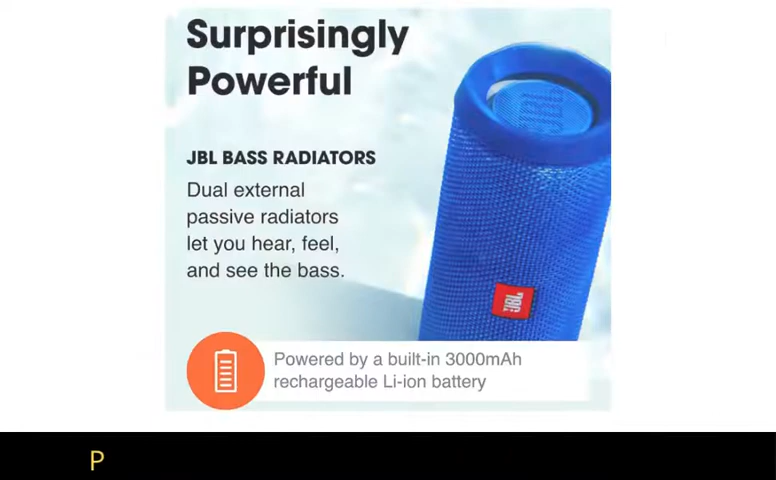 Surprisingly
Powerful
JBL BASS RADIATORS
Dual external
passive radiators
let you hear, feel,
and see the bass.
JBL
JBL
Powered by a built-in 3000mAh
rechargeable Li-ion battery
P